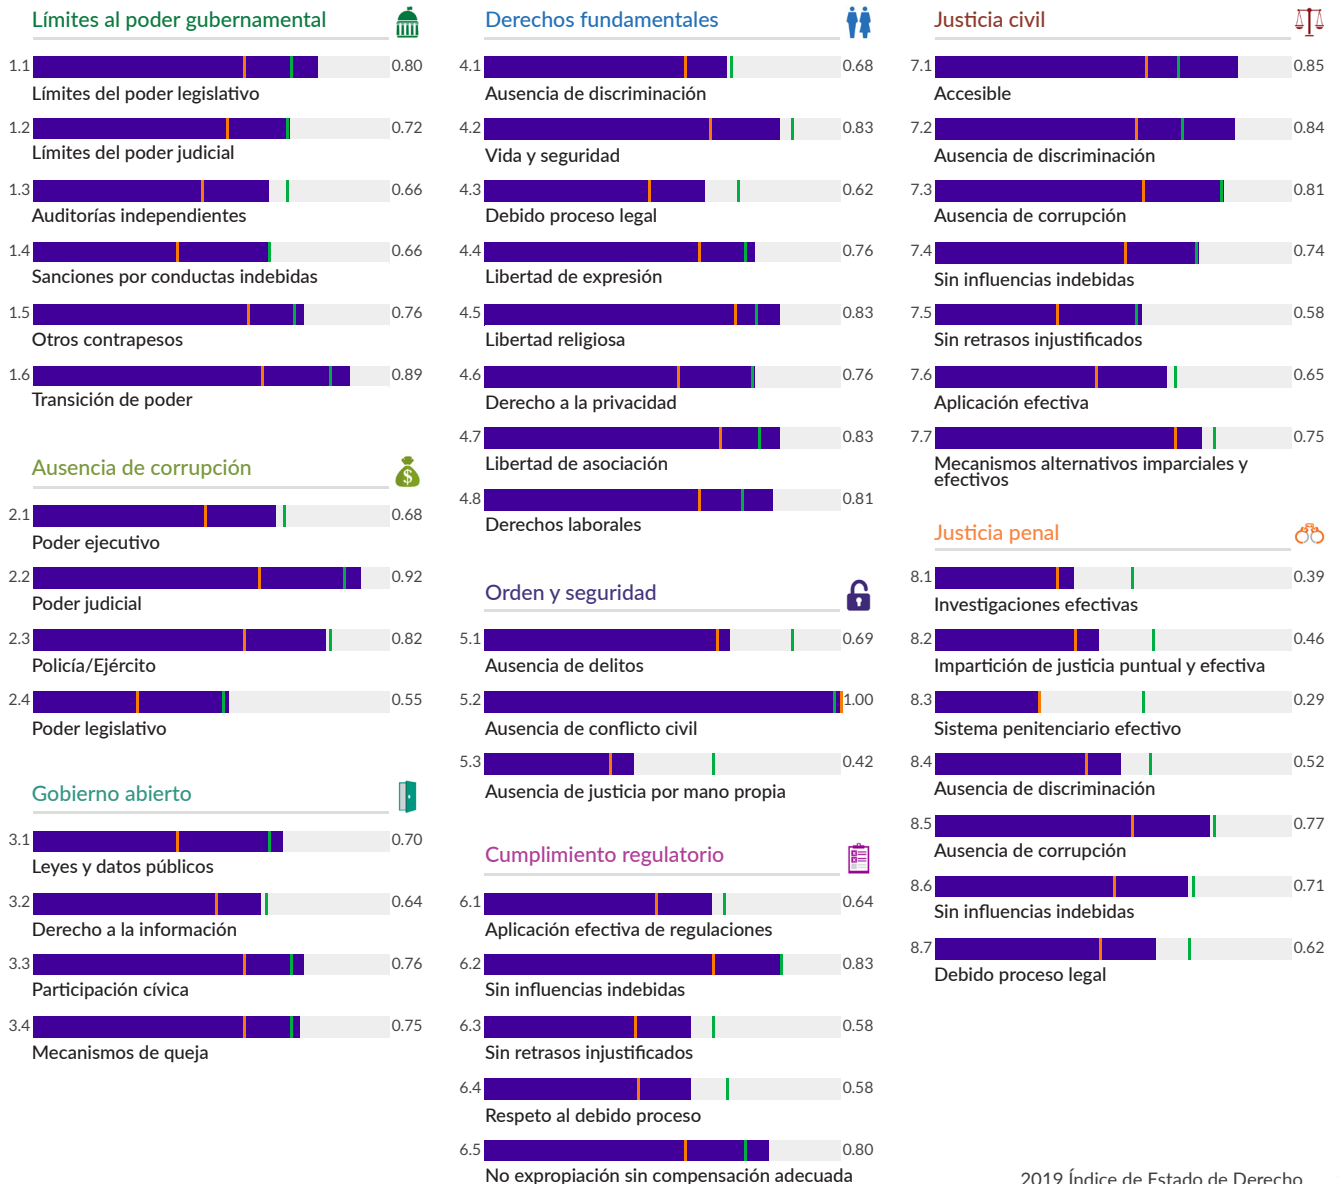 Límites al poder gubernamental
1.1 0.80
Límites del poder legislativo
1.2 0.72
Límites del poder judicial
1.3 0.66
Auditorías independientes
1.4 0.66
Sanciones por conductas indebidas
1.5 0.76
Otros contrapesos
1.6 0.89
Transición de poder
Ausencia de corrupción
$
2.1 0.68
Poder ejecutivo
2.2 0.92
Poder judicial
2.3 0.82
Policía/Ejército
2.4 0.55
Poder legislativo
Gobierno abierto
3.1 0.70
Leyes y datos públicos
3.2 0.64
Derecho a la información
3.3 0.76
Participación cívica
3.4 0.75
Mecanismos de queja
Derechos fundamentales
4.1 0.68
Ausencia de discriminación
4.2 0.83
Vida y seguridad
4.3 0.62
Debido proceso legal
4.4 0.76
Libertad de expresión
4.5 0.83
Libertad religiosa
4.6 0.76
Derecho a la privacidad
4.7 0.83
Libertad de asociación
4.8 0.81
Derechos laborales
Orden y seguridad
5.1 0.69
Ausencia de delitos
5.2 1.00
Ausencia de conflicto civil
5.3 0.42
Ausencia de justicia por mano propia
Cumplimiento regulatorio
6.1 0.64
Aplicación efectiva de regulaciones
6.2 0.83
Sin influencias indebidas
6.3 0.58
Sin retrasos injustificados
6.4 0.58
Respeto al debido proceso
6.5 0.80
No expropiación sin compensación adecuada
Justicia civil
7.1 0.85
Accesible
7.2 0.84
Ausencia de discriminación
7.3 0.81
Ausencia de corrupción
7.4 0.74
Sin influencias indebidas
7.5 0.58
Sin retrasos injustificados
7.6 0.65
Aplicación efectiva
7.7 0.75
Mecanismos alternativos imparciales y
efectivos
Justicia penal
8.1 0.39
Investigaciones efectivas
8.2 0.46
Impartición de justicia puntual y efectiva
8.3 0.29
Sistema penitenciario efectivo
8.4 0.52
Ausencia de discriminación
8.5 0.77
Ausencia de corrupción
8.6 0.71
Sin influencias indebidas
8.7 0.62
Debido proceso legal
2019 Índice de Estado de Derecho